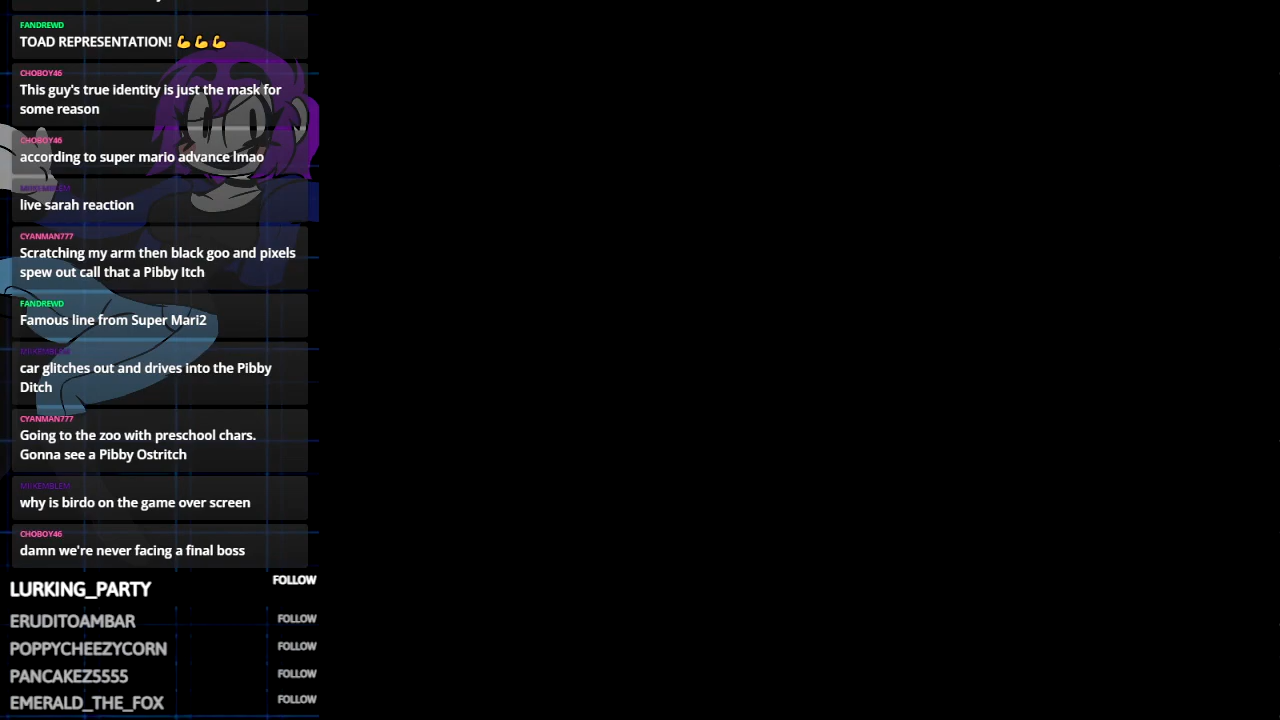 FANDREWD
TOAD REPRESENTATION! 💪💪💪
CHOBOY46
This guy's true identity is just the mask for
some reason
CHOBOY46
according to super mario advance lmao
live sarah reaction
CYANMAN777
Scratching my arm then black goo and pixels
spew out call that a Pibby Itch
FANDREWD
Famous line from Super Mari2
car glitches out and drives into the Pibby
Ditch
CYANMAN777
Going to the zoo with preschool chars.
Gonna see a Pibby Ostritch
why is birdo on the game over screen
CHOBOY46
damn we're never facing a final boss
LURKING_PARTY FOLLOW
ERUDITOAMBAR FOLLOW
POPPYCHEEZYCORN FOLLOW
PANCAKEZ5555 FOLLOW
EMERALD_THE_FOX FOLLOW